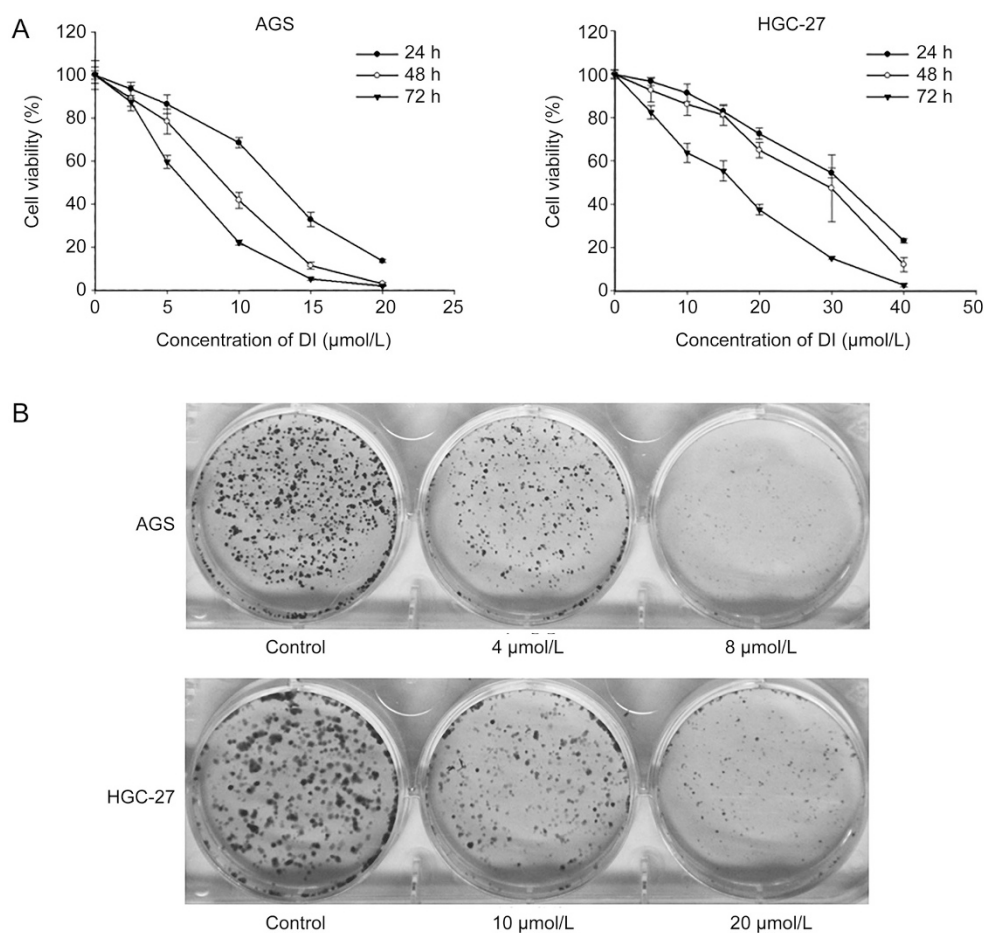 A
AGS
120
100
80
60
40
20
0
Cell viability (%)
24 h
48 h
72 h
0 5 10 15 20 25
Concentration of DI (µmol/L)
HGC-27
120
100
80
60
40
20
0
Cell viability (%)
24 h
48 h
72 h
0 10 20 30 40 50
Concentration of DI (µmol/L)
B
AGS
Control 4 µmol/L 8 µmol/L
HGC-27
Control 10 µmol/L 20 µmol/L